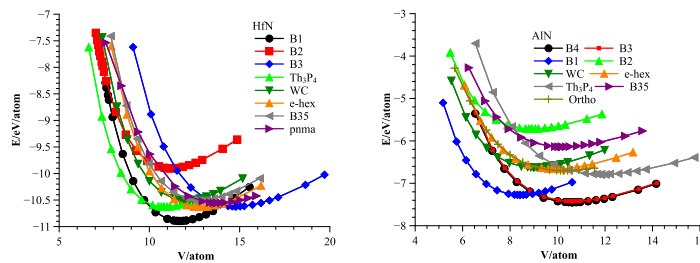 -7
HfN
-7.5
B1
-8
B2
-8.5
B3
Th₃P₄
-9
WC
-9.5
e-hex
-10
B35
-10.5
pnma
-11
5 10 15 20
V/atom
E/eV/atom
-3
AlN
B4 B3
-4
B1 B2
WC e-hex
-5
Th₃P₄ B35
Ortho
-6
-7
-8
4 6 8 10 12 14 16
V/atom
E/eV/atom